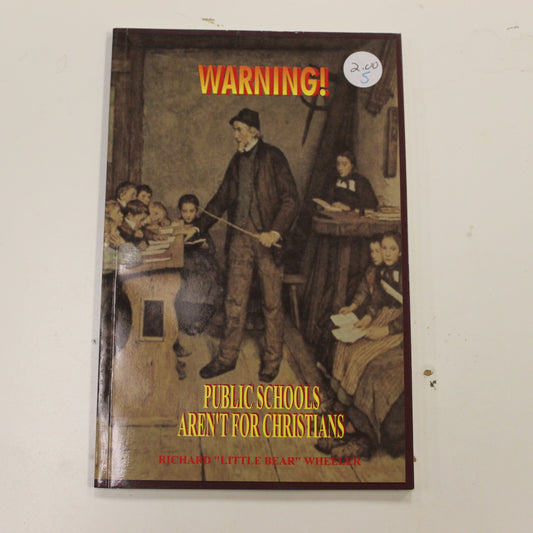 WARNING!
2.00
5
PUBLIC SCHOOLS
AREN'T FOR CHRISTIANS
RICHARD "LITTLE BEAR" WHEELER